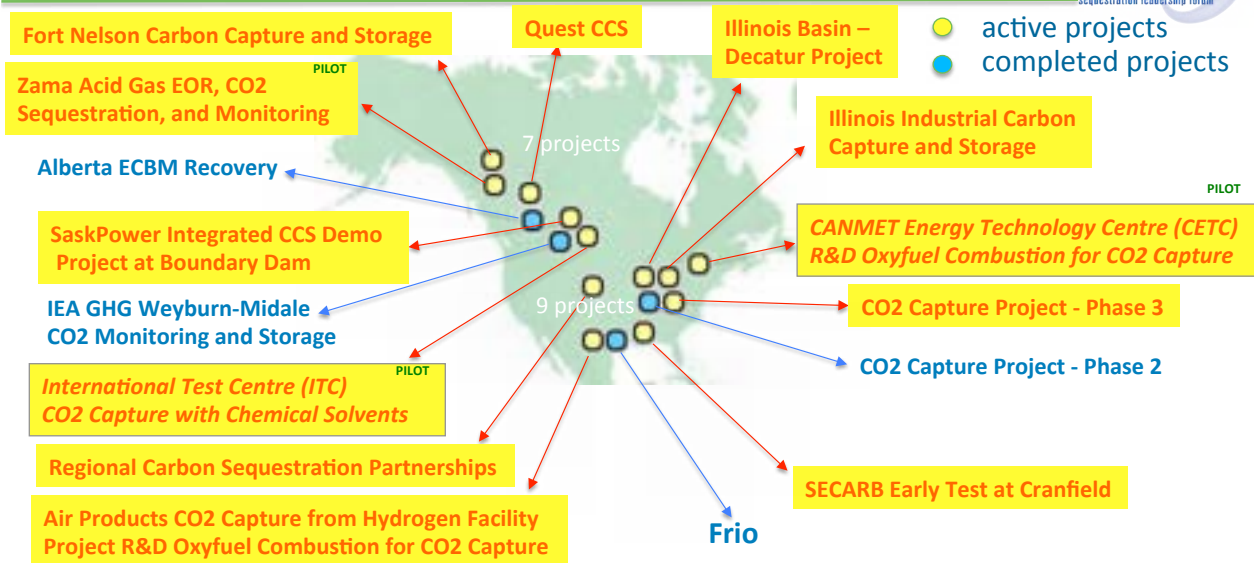 sequestration leadership forum
Fort Nelson Carbon Capture and Storage
Quest CCS
Illinois Basin –
Decatur Project
active projects
completed projects
PILOT
Zama Acid Gas EOR, CO2
Sequestration, and Monitoring
7 projects
Illinois Industrial Carbon
Capture and Storage
Alberta ECBM Recovery
PILOT
SaskPower Integrated CCS Demo
Project at Boundary Dam
CANMET Energy Technology Centre (CETC)
R&D Oxyfuel Combustion for CO2 Capture
IEA GHG Weyburn-Midale
CO2 Monitoring and Storage
9 projects
CO2 Capture Project - Phase 3
CO2 Capture Project - Phase 2
PILOT
International Test Centre (ITC)
CO2 Capture with Chemical Solvents
Regional Carbon Sequestration Partnerships
SECARB Early Test at Cranfield
Air Products CO2 Capture from Hydrogen Facility
Project R&D Oxyfuel Combustion for CO2 Capture
Frio